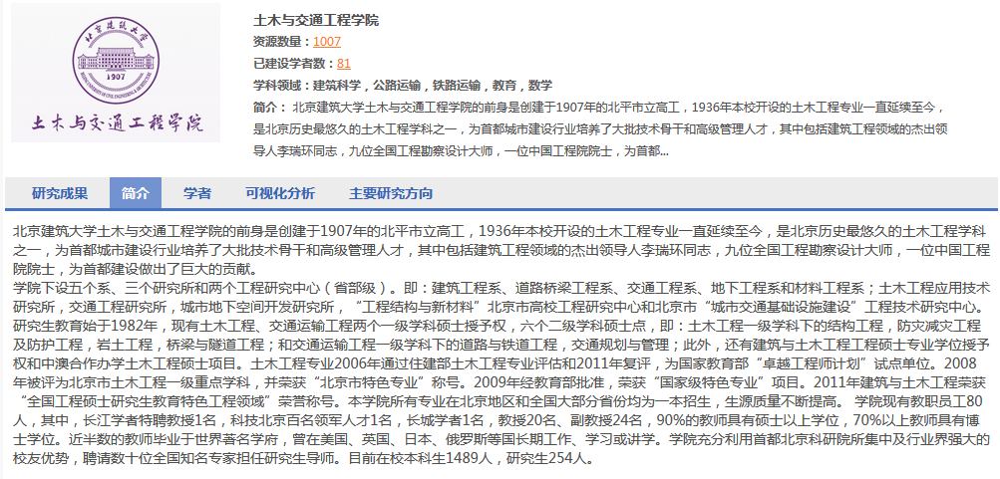 北京建筑大学
1907
土木与交通工程学院
土木与交通工程学院
资源数量：1007
已建设学者数：81
学科领域：建筑科学，公路运输，铁路运输，教育，数学
简介： 北京建筑大学土木与交通工程学院的前身是创建于1907年的北平市立高工，1936年本校开设的土木工程专业一直延续至今，
是北京历史最悠久的土木工程学科之一，为首都城市建设行业培养了大批技术骨干和高级管理人才，其中包括建筑工程领域的杰出领
导人李瑞环同志，九位全国工程勘察设计大师，一位中国工程院院士，为首都...
研究成果 简介 学者 可视化分析 主要研究方向
北京建筑大学土木与交通工程学院的前身是创建于1907年的北平市立高工，1936年本校开设的土木工程专业一直延续至今，是北京历史最悠久的土木工程学科
之一，为首都城市建设行业培养了大批技术骨干和高级管理人才，其中包括建筑工程领域的杰出领导人李瑞环同志，九位全国工程勘察设计大师，一位中国工程
院院士，为首都建设做出了巨大的贡献。
学院下设五个系、三个研究所和两个工程研究中心（省部级）。即：建筑工程系、道路桥梁工程系、交通工程系、地下工程系和材料工程系；土木工程应用技术
研究所，交通工程研究所，城市地下空间开发研究所，“工程结构与新材料”北京市高校工程研究中心和北京市“城市交通基础设施建设”工程技术研究中心。
研究生教育始于1982年，现有土木工程、交通运输工程两个一级学科硕士授予权，六个二级学科硕士点，即：土木工程一级学科下的结构工程，防灾减灾工程
及防护工程，岩土工程，桥梁与隧道工程；和交通运输工程一级学科下的道路与铁道工程，交通规划与管理；此外，还有建筑与土木工程工程硕士专业学位授予
权和中澳合作办学土木工程硕士项目。土木工程专业2006年通过住建部土木工程专业评估和2011年复评，为国家教育部“卓越工程师计划”试点单位。2008
年被评为北京市土木工程一级重点学科，并荣获“北京市特色专业”称号。2009年经教育部批准，荣获“国家级特色专业”项目。2011年建筑与土木工程荣获
“全国工程硕士研究生教育特色工程领域”荣誉称号。本学院所有专业在北京地区和全国大部分省份均为一本招生，生源质量不断提高。 学院现有教职员工80
人，其中，长江学者特聘教授1名，科技北京百名领军人才1名，长城学者1名，教授20名、副教授24名，90%的教师具有硕士以上学位，70%以上教师具有博
士学位。近半数的教师毕业于世界著名学府，曾在美国、英国、日本、俄罗斯等国长期工作、学习或讲学。学院充分利用首都北京科研院所集中及行业界强大的
校友优势，聘请数十位全国知名专家担任研究生导师。目前在校本科生1489人，研究生254人。